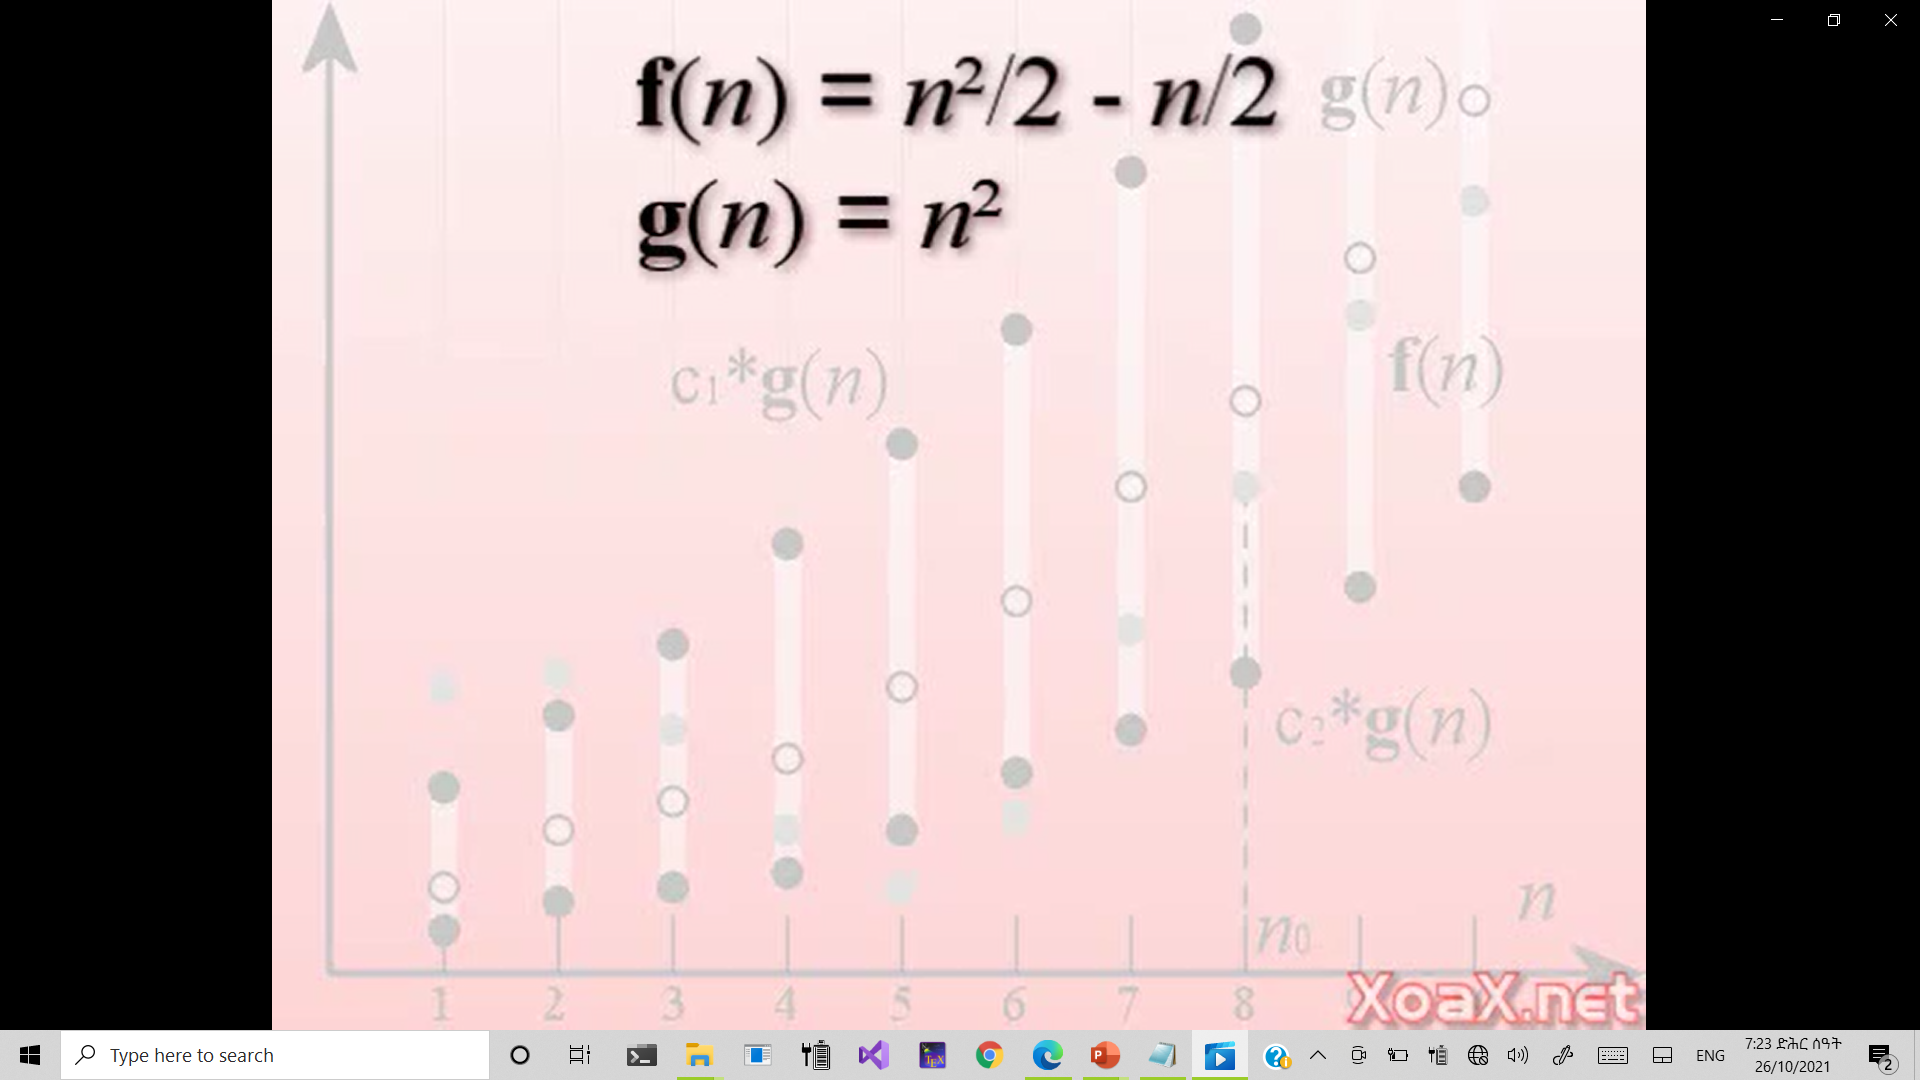 f(n) = n²/2 - n/2
g(n)
g(n) = n²
f(n)
c₁*g(n)
c₂*g(n)
n
n₀
1 2 3 4 5 6 7 8
XoaX.net
Type here to search
ENG
7:23 ድሕር ሰዓት
26/10/2021
2